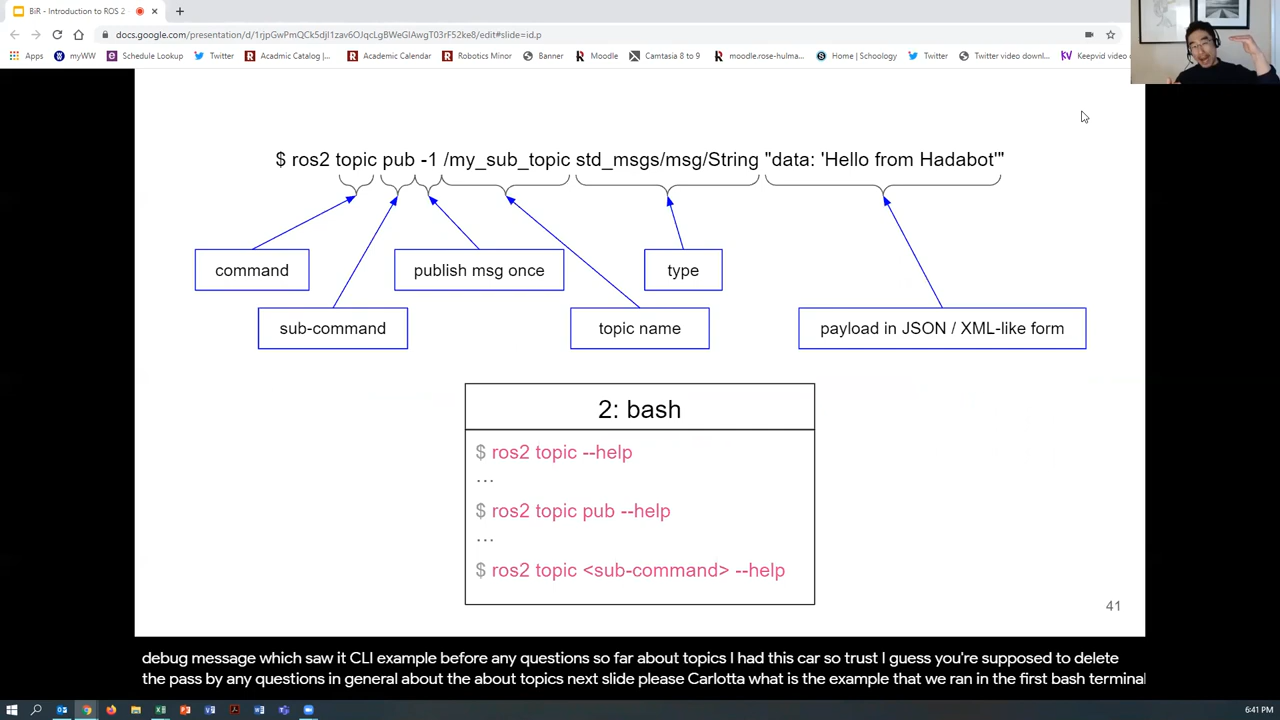 BiR - Introduction to ROS 2
docs.google.com/presentation/d/1rjpGwPmQCk5djI1zav6OJqcLgBWeGIAwgT03rF52ke8/edit#slide=id.p
Apps myWW Schedule Lookup Twitter Acadmic Catalog |... Academic Calendar Robotics Minor Banner Moodle Camtasia 8 to 9 moodle.rose-hulma... Home | Schoology Twitter Twitter video downl... Keepvid video
$ ros2 topic pub -1 /my_sub_topic std_msgs/msg/String "data: 'Hello from Hadabot'"
command publish msg once type
sub-command topic name payload in JSON / XML-like form
2: bash
$ ros2 topic --help
...
$ ros2 topic pub --help
...
$ ros2 topic <sub-command> --help
41
debug message which saw it CLI example before any questions so far about topics I had this car so trust I guess you're supposed to delete
the pass by any questions in general about the about topics next slide please Carlotta what is the example that we ran in the first bash terminal
6:41 PM